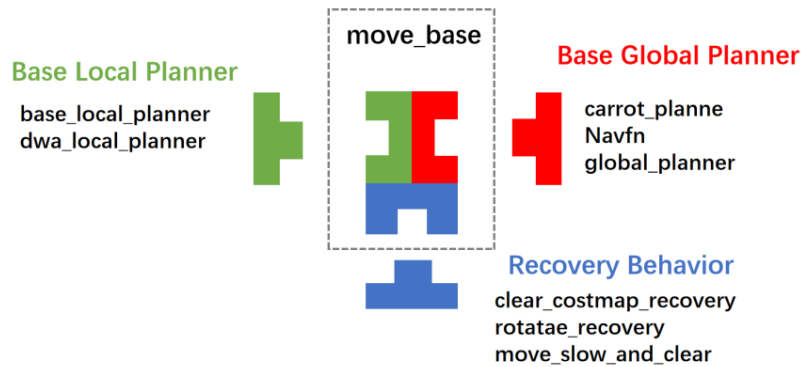 move_base
Base Local Planner
base_local_planner
dwa_local_planner
Base Global Planner
carrot_planne
Navfn
global_planner
Recovery Behavior
clear_costmap_recovery
rotatae_recovery
move_slow_and_clear